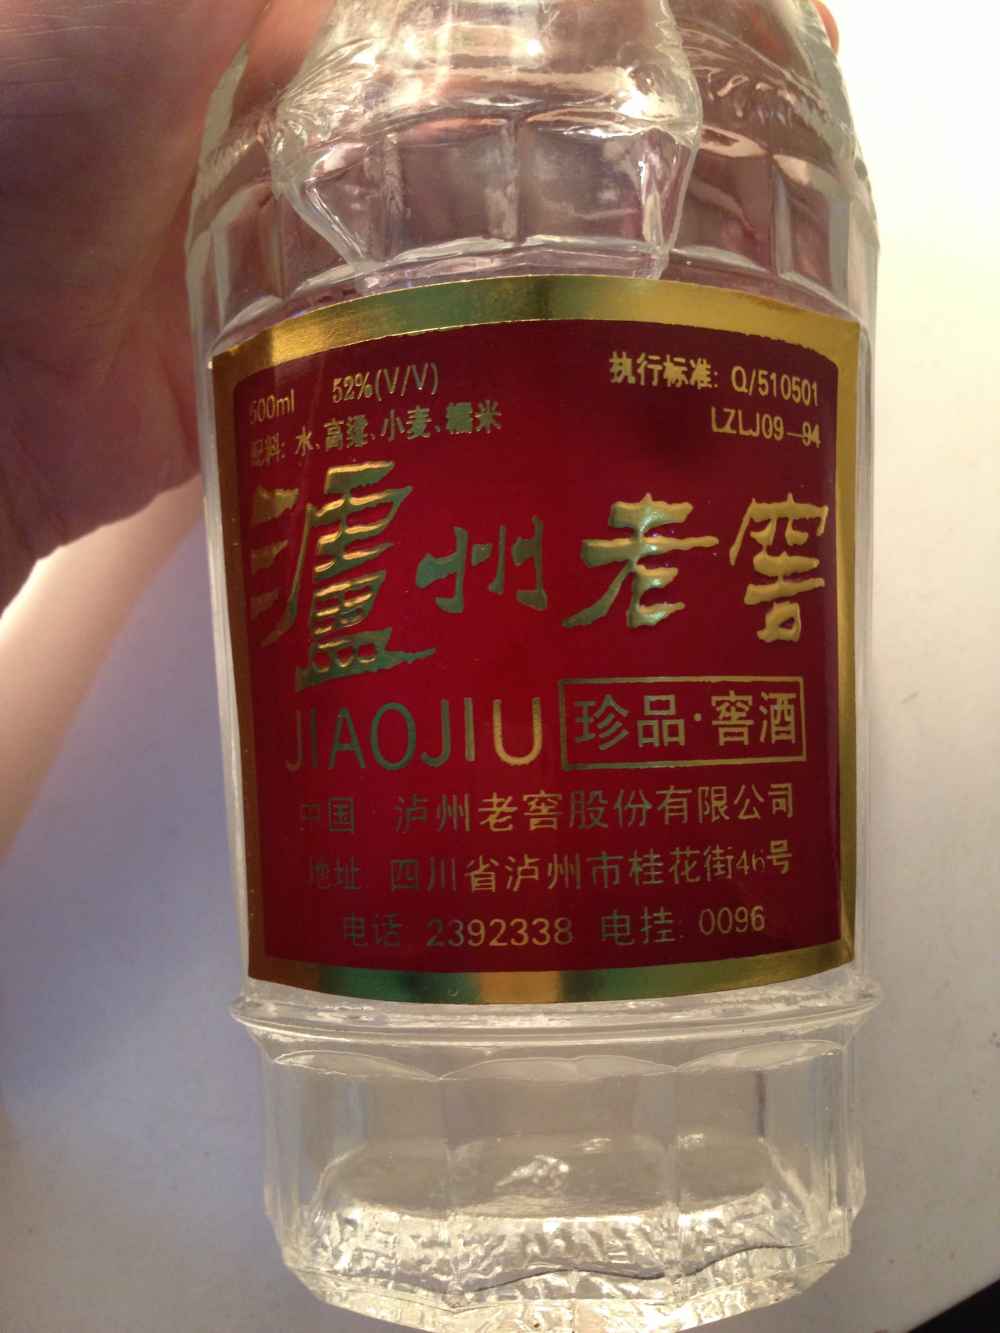 500ml 52%(V/V)
配料: 水、高粱、小麦、糯米
执行标准: Q/510501
LZLJ09—94
泸州老窖
JIAOJIU 珍品·窖酒
中国 泸州老窖股份有限公司
地址 四川省泸州市桂花街46号
电话 2392338 电挂: 0096